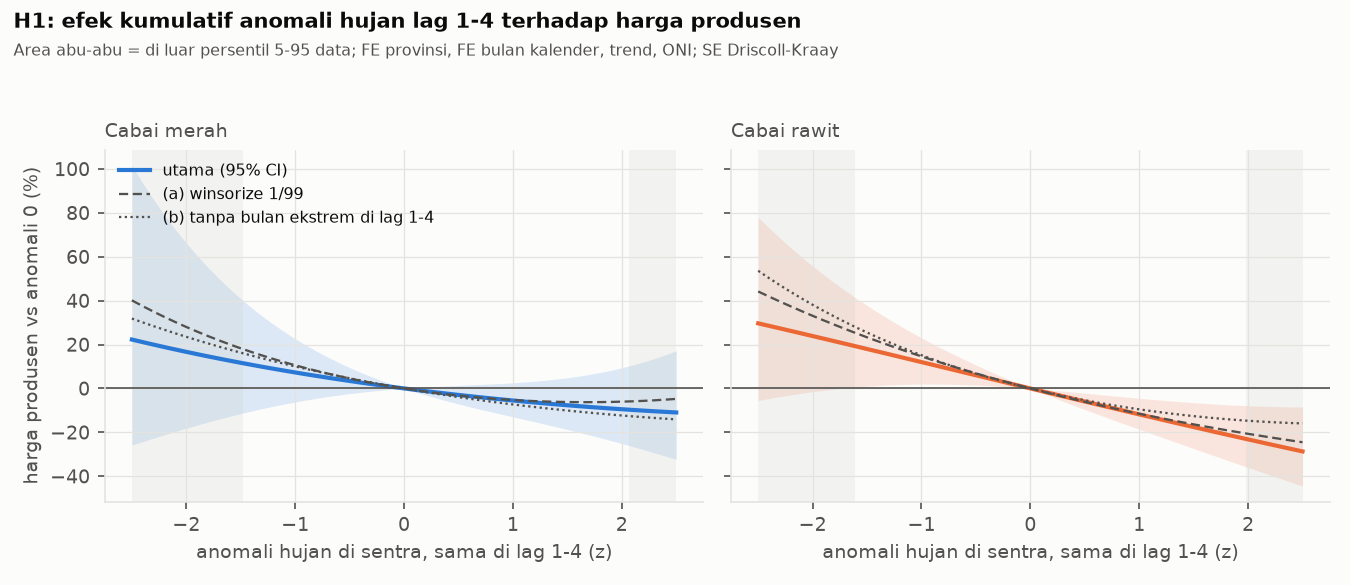 H1: efek kumulatif anomali hujan lag 1-4 terhadap harga produsen
Area abu-abu = di luar persentil 5-95 data; FE provinsi, FE bulan kalender, trend, ONI; SE Driscoll-Kraay
Cabai merah
harga produsen vs anomali 0 (%)
100
80
60
40
20
0
−20
−40
utama (95% CI)
(a) winsorize 1/99
(b) tanpa bulan ekstrem di lag 1-4
−2
−1
0
1
2
anomali hujan di sentra, sama di lag 1-4 (z)
Cabai rawit
−2
−1
0
1
2
anomali hujan di sentra, sama di lag 1-4 (z)